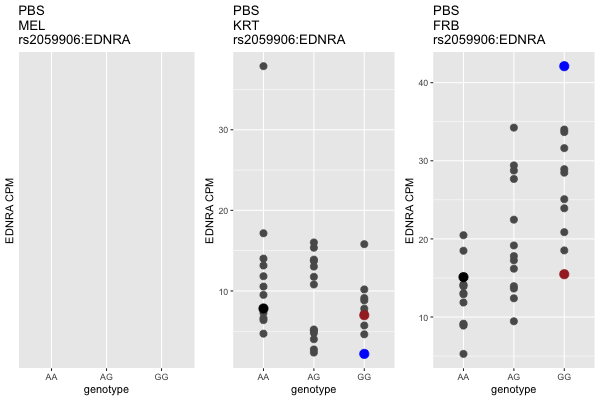 PBS
MEL
rs2059906:EDNRA
EDNRA CPM
AA AG GG
genotype
PBS
KRT
rs2059906:EDNRA
EDNRA CPM
30
20
10
AA AG GG
genotype
PBS
FRB
rs2059906:EDNRA
EDNRA CPM
40
30
20
10
AA AG GG
genotype